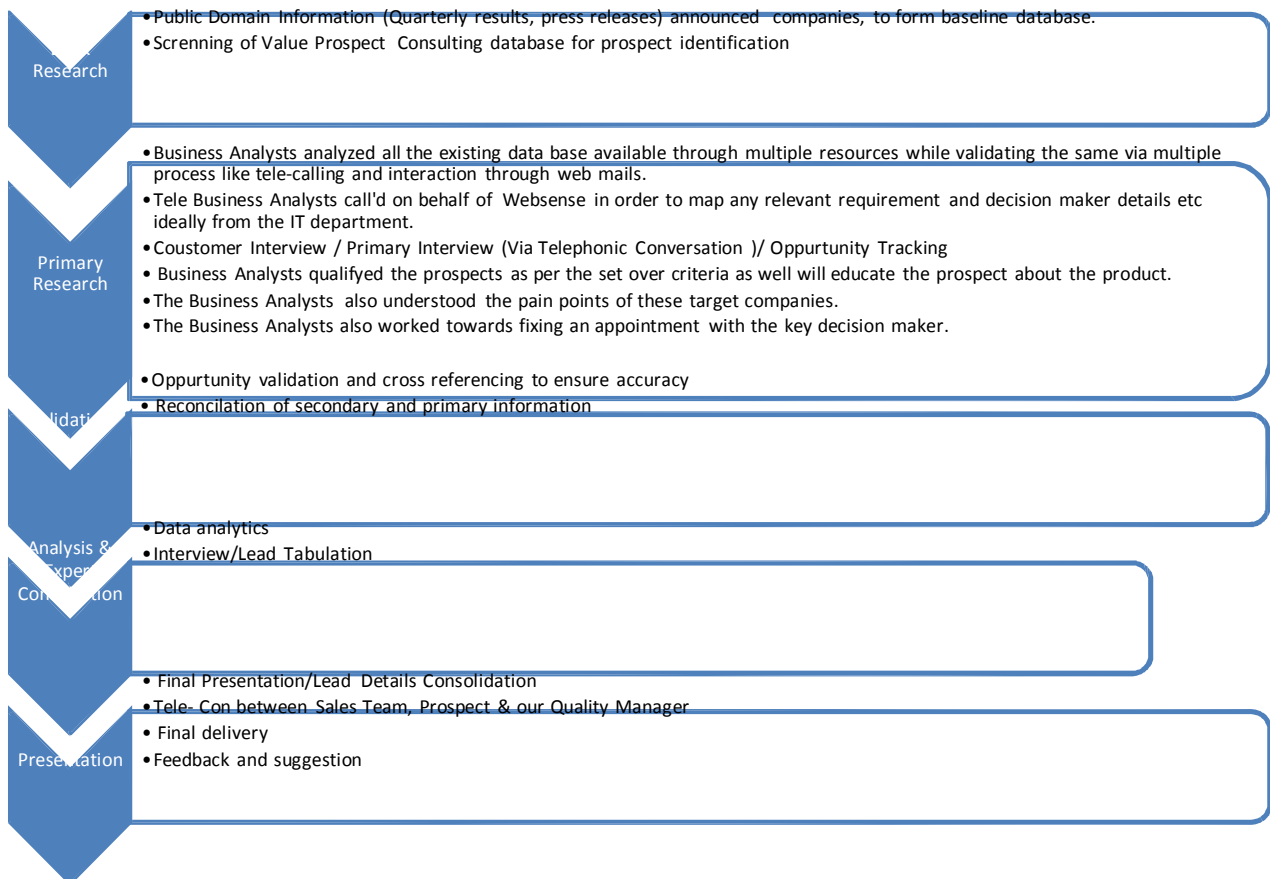 Research
•Public Domain Information (Quarterly results, press releases) announced companies, to form baseline database.
•Screnning of Value Prospect Consulting database for prospect identification
Primary
Research
•Business Analysts analyzed all the existing data base available through multiple resources while validating the same via multiple
process like tele-calling and interaction through web mails.
•Tele Business Analysts call'd on behalf of Websense in order to map any relevant requirement and decision maker details etc
ideally from the IT department.
•Coustomer Interview / Primary Interview (Via Telephonic Conversation )/ Oppurtunity Tracking
• Business Analysts qualifyed the prospects as per the set over criteria as well will educate the prospect about the product.
•The Business Analysts also understood the pain points of these target companies.
•The Business Analysts also worked towards fixing an appointment with the key decision maker.
•Oppurtunity validation and cross referencing to ensure accuracy
• Reconcilation of secondary and primary information
Analysis &
•Data analytics
•Interview/Lead Tabulation
Presentation
• Final Presentation/Lead Details Consolidation
•Tele- Con between Sales Team, Prospect & our Quality Manager
• Final delivery
•Feedback and suggestion